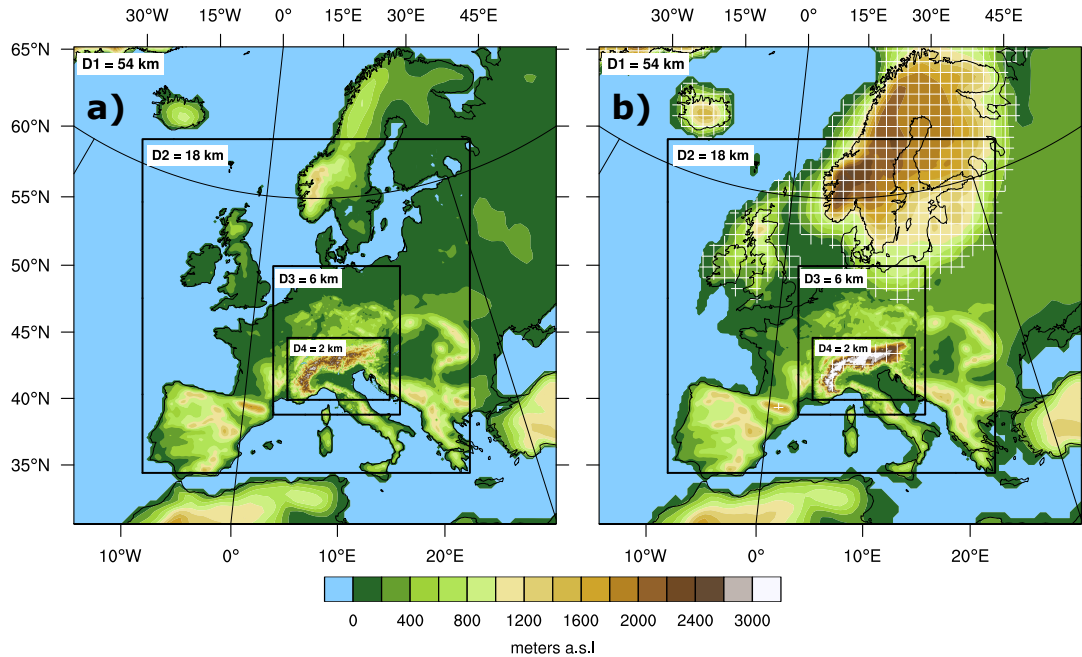 30°W 15°W 0° 15°E 30°E 45°E 30°W 15°W 0° 15°E 30°E 45°E
65°N
D1 = 54 km
D1 = 54 km
65°N
a)
b)
60°N
60°N
D2 = 18 km
D2 = 18 km
55°N
55°N
50°N
50°N
D3 = 6 km
D3 = 6 km
45°N
45°N
D4 = 2 km
D4 = 2 km
40°N
40°N
35°N
35°N
10°W 0° 10°E 20°E 10°W 0° 10°E 20°E
0 400 800 1200 1600 2000 2400 3000
meters a.s.l